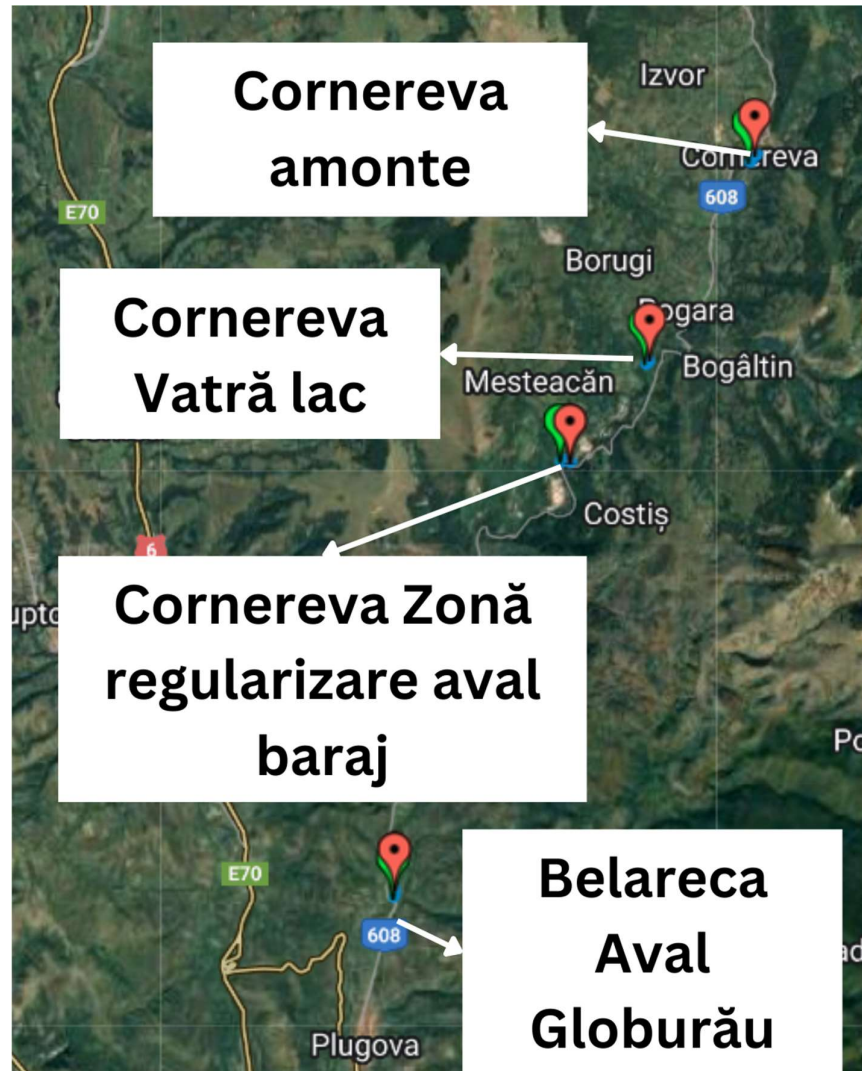 Izvor
Cornereva
amonte
Cornereva
608
E70
Borugi
Cornereva
Vatră lac
Bogâltin
Mesteacăn
Costiș
6
Cornereva Zonă
regularizare aval
baraj
E70
Belareca
Aval
Globurău
608
Plugova